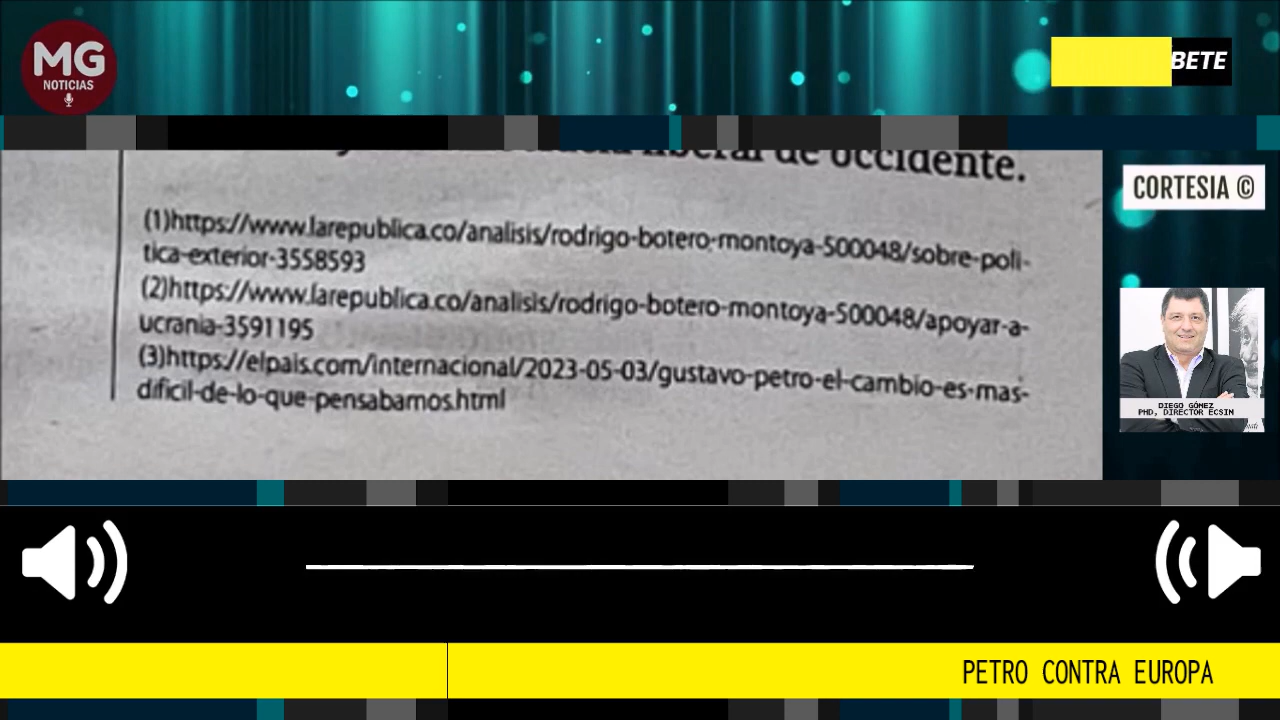 MG
NOTICIAS
BETE
liberal de occidente.
CORTESIA ©
(1)https://www.larepublica.co/analisis/rodrigo-botero-montoya-500048/sobre-poli-
tica-exterior-3558593
(2)https://www.larepublica.co/analisis/rodrigo-botero-montoya-500048/apoyar-a-
ucrania-3591195
(3)https://elpais.com/internacional/2023-05-03/gustavo-petro-el-cambio-es-mas-
dificil-de-lo-que-pensabamos.html
DIEGO GÓMEZ
PHD, DIRECTOR ECSIN
PETRO CONTRA EUROPA